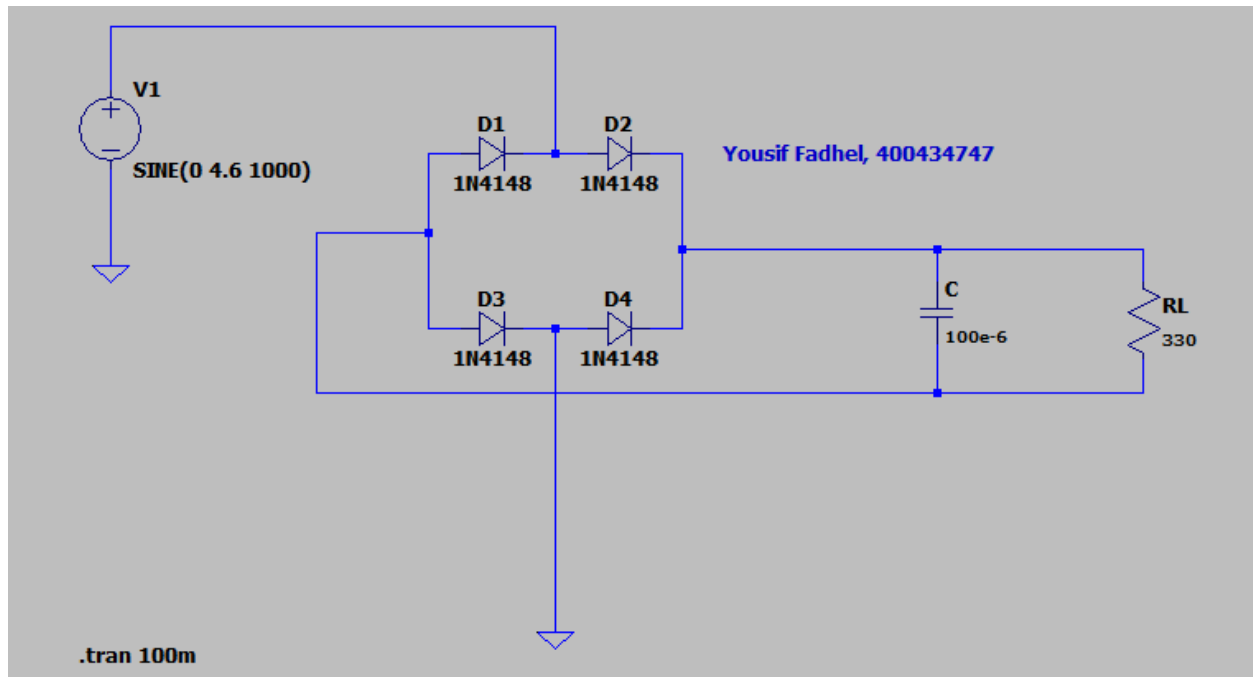 V1
SINE(0 4.6 1000)
D1
D2
1N4148
1N4148
Yousif Fadhel, 400434747
D3
D4
1N4148
1N4148
C
100e-6
RL
330
.tran 100m